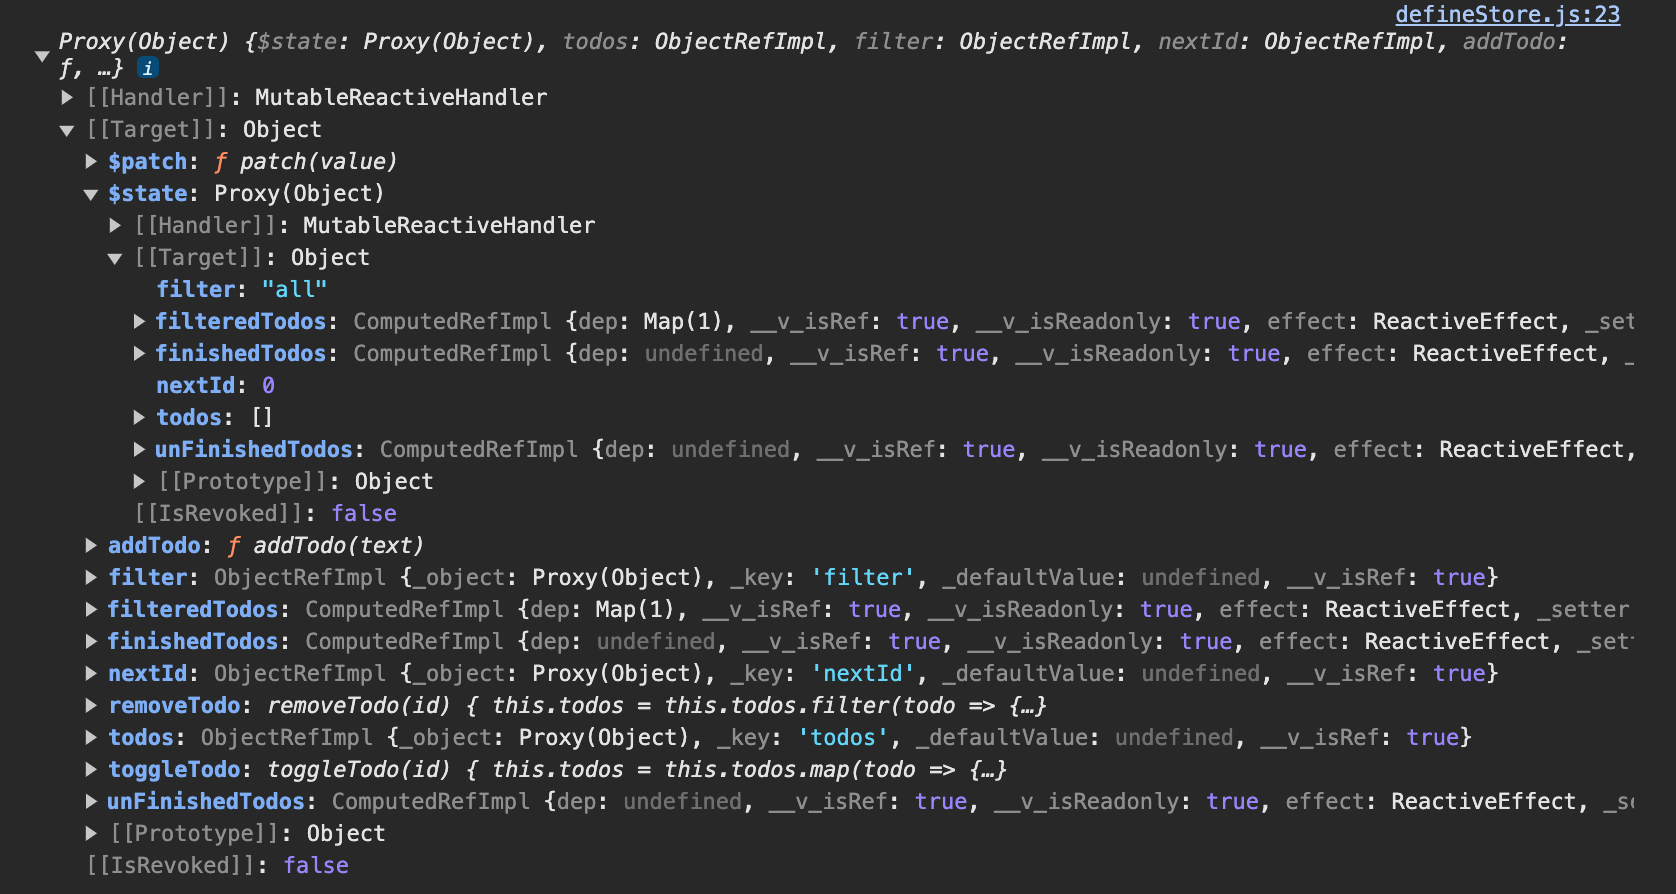 defineStore.js:23
Proxy(Object) {$state: Proxy(Object), todos: ObjectRefImpl, filter: ObjectRefImpl, nextId: ObjectRefImpl, addTodo:
ƒ, …} i
[[Handler]]: MutableReactiveHandler
[[Target]]: Object
$patch: ƒ patch(value)
$state: Proxy(Object)
[[Handler]]: MutableReactiveHandler
[[Target]]: Object
filter: "all"
filteredTodos: ComputedRefImpl {dep: Map(1), __v_isRef: true, __v_isReadonly: true, effect: ReactiveEffect, _set
finishedTodos: ComputedRefImpl {dep: undefined, __v_isRef: true, __v_isReadonly: true, effect: ReactiveEffect, _
nextId: 0
todos: []
unFinishedTodos: ComputedRefImpl {dep: undefined, __v_isRef: true, __v_isReadonly: true, effect: ReactiveEffect,
[[Prototype]]: Object
[[IsRevoked]]: false
addTodo: ƒ addTodo(text)
filter: ObjectRefImpl {_object: Proxy(Object), _key: 'filter', _defaultValue: undefined, __v_isRef: true}
filteredTodos: ComputedRefImpl {dep: Map(1), __v_isRef: true, __v_isReadonly: true, effect: ReactiveEffect, _setter
finishedTodos: ComputedRefImpl {dep: undefined, __v_isRef: true, __v_isReadonly: true, effect: ReactiveEffect, _sett
nextId: ObjectRefImpl {_object: Proxy(Object), _key: 'nextId', _defaultValue: undefined, __v_isRef: true}
removeTodo: removeTodo(id) { this.todos = this.todos.filter(todo => {…}
todos: ObjectRefImpl {_object: Proxy(Object), _key: 'todos', _defaultValue: undefined, __v_isRef: true}
toggleTodo: toggleTodo(id) { this.todos = this.todos.map(todo => {…}
unFinishedTodos: ComputedRefImpl {dep: undefined, __v_isRef: true, __v_isReadonly: true, effect: ReactiveEffect, _se
[[Prototype]]: Object
[[IsRevoked]]: false